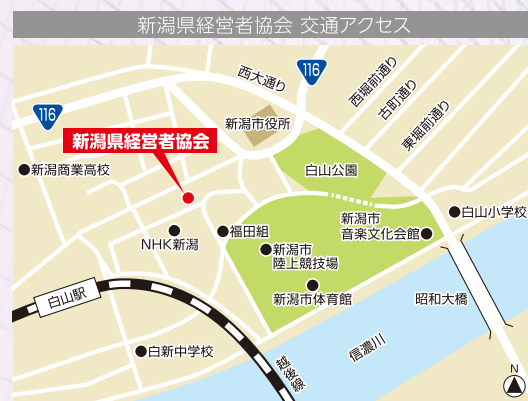 新潟県経営者協会 交通アクセス
116
西大通り
西堀前通り
古町通り
東堀前通り
116
新潟市役所
新潟県経営者協会
新潟商業高校
白山公園
白山小学校
新潟市
音楽文化会館
NHK新潟
福田組
新潟市
陸上競技場
新潟市体育館
昭和大橋
白山駅
白新中学校
越後線
信濃川
N